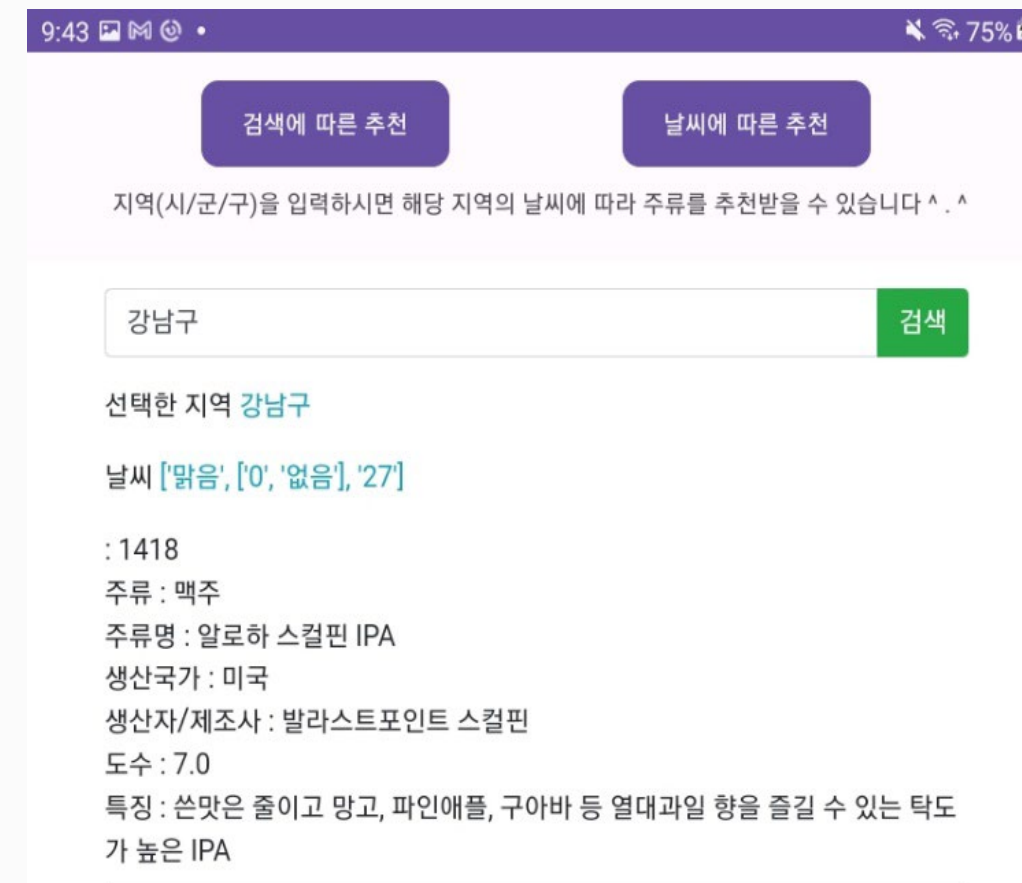 9:43
75%
검색에 따른 추천
날씨에 따른 추천
지역(시/군/구)을 입력하시면 해당 지역의 날씨에 따라 주류를 추천받을 수 있습니다 ^ . ^
강남구
검색
선택한 지역 강남구
날씨 ['맑음', ['0', '없음'], '27']
: 1418
주류 : 맥주
주류명 : 알로하 스컬핀 IPA
생산국가 : 미국
생산자/제조사 : 발라스트포인트 스컬핀
도수 : 7.0
특징 : 쓴맛은 줄이고 망고, 파인애플, 구아바 등 열대과일 향을 즐길 수 있는 탁도
가 높은 IPA